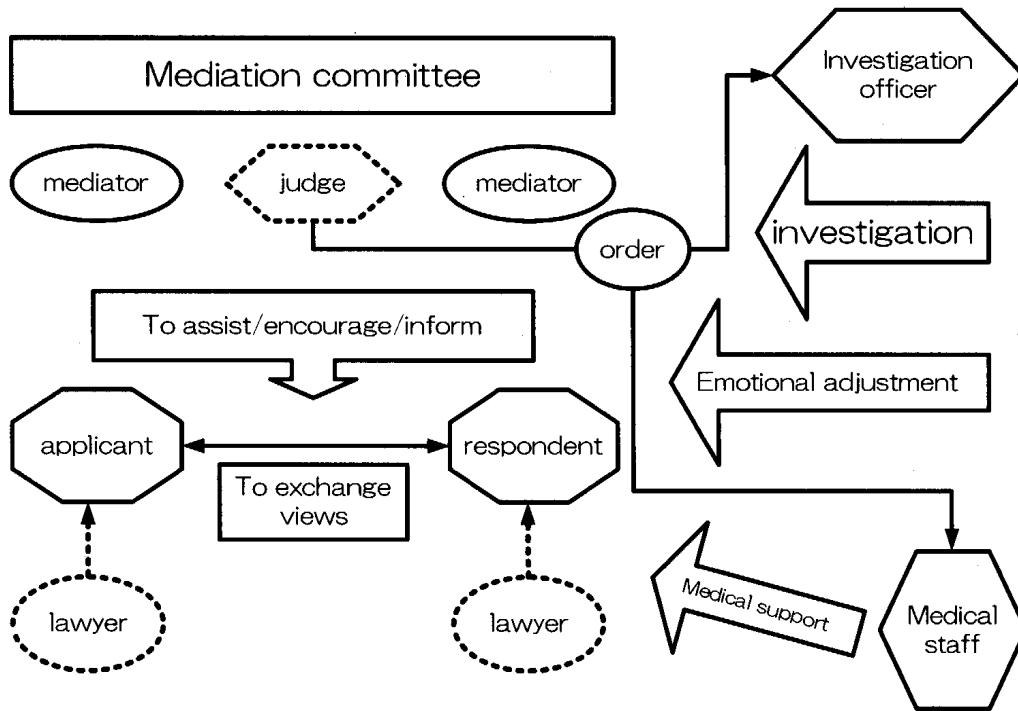 Mediation committee
Investigation
officer
mediator
judge
mediator
order
investigation
To assist/encourage/inform
Emotional adjustment
applicant
respondent
To exchange
views
Medical support
lawyer
lawyer
Medical
staff